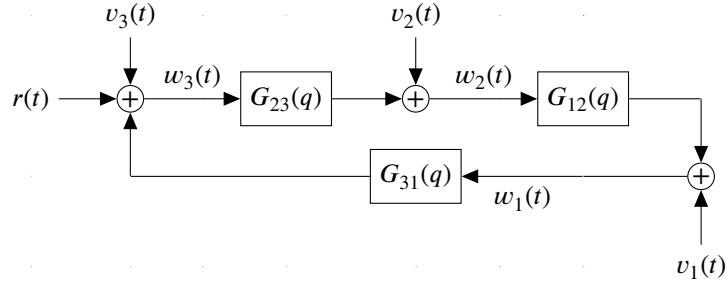 v₃(t)
v₂(t)
r(t)
+
w₃(t)
G₂₃(q)
+
w₂(t)
G₁₂(q)
G₃₁(q)
w₁(t)
+
v₁(t)